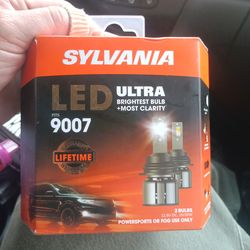 SYLVANIA
LED
ULTRA
BRIGHTEST BULB
+MOST CLARITY
FITS
9007
LIFETIME
2 BULBS
POWERSPORTS OR FOG USE ONLY